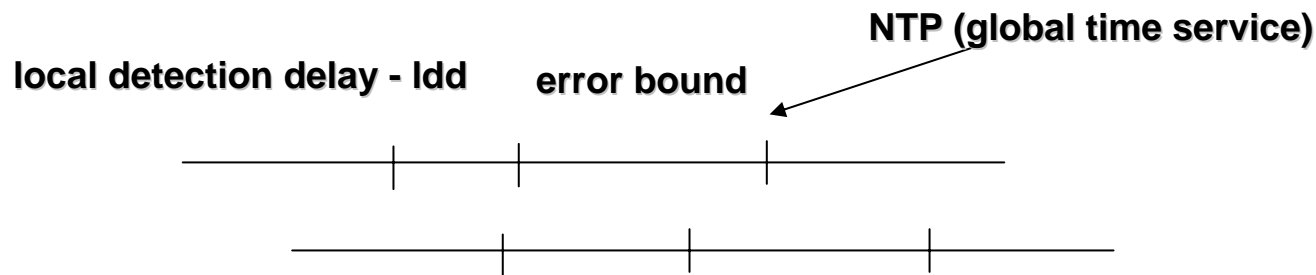 NTP (global time service)
local detection delay - ldd
error bound